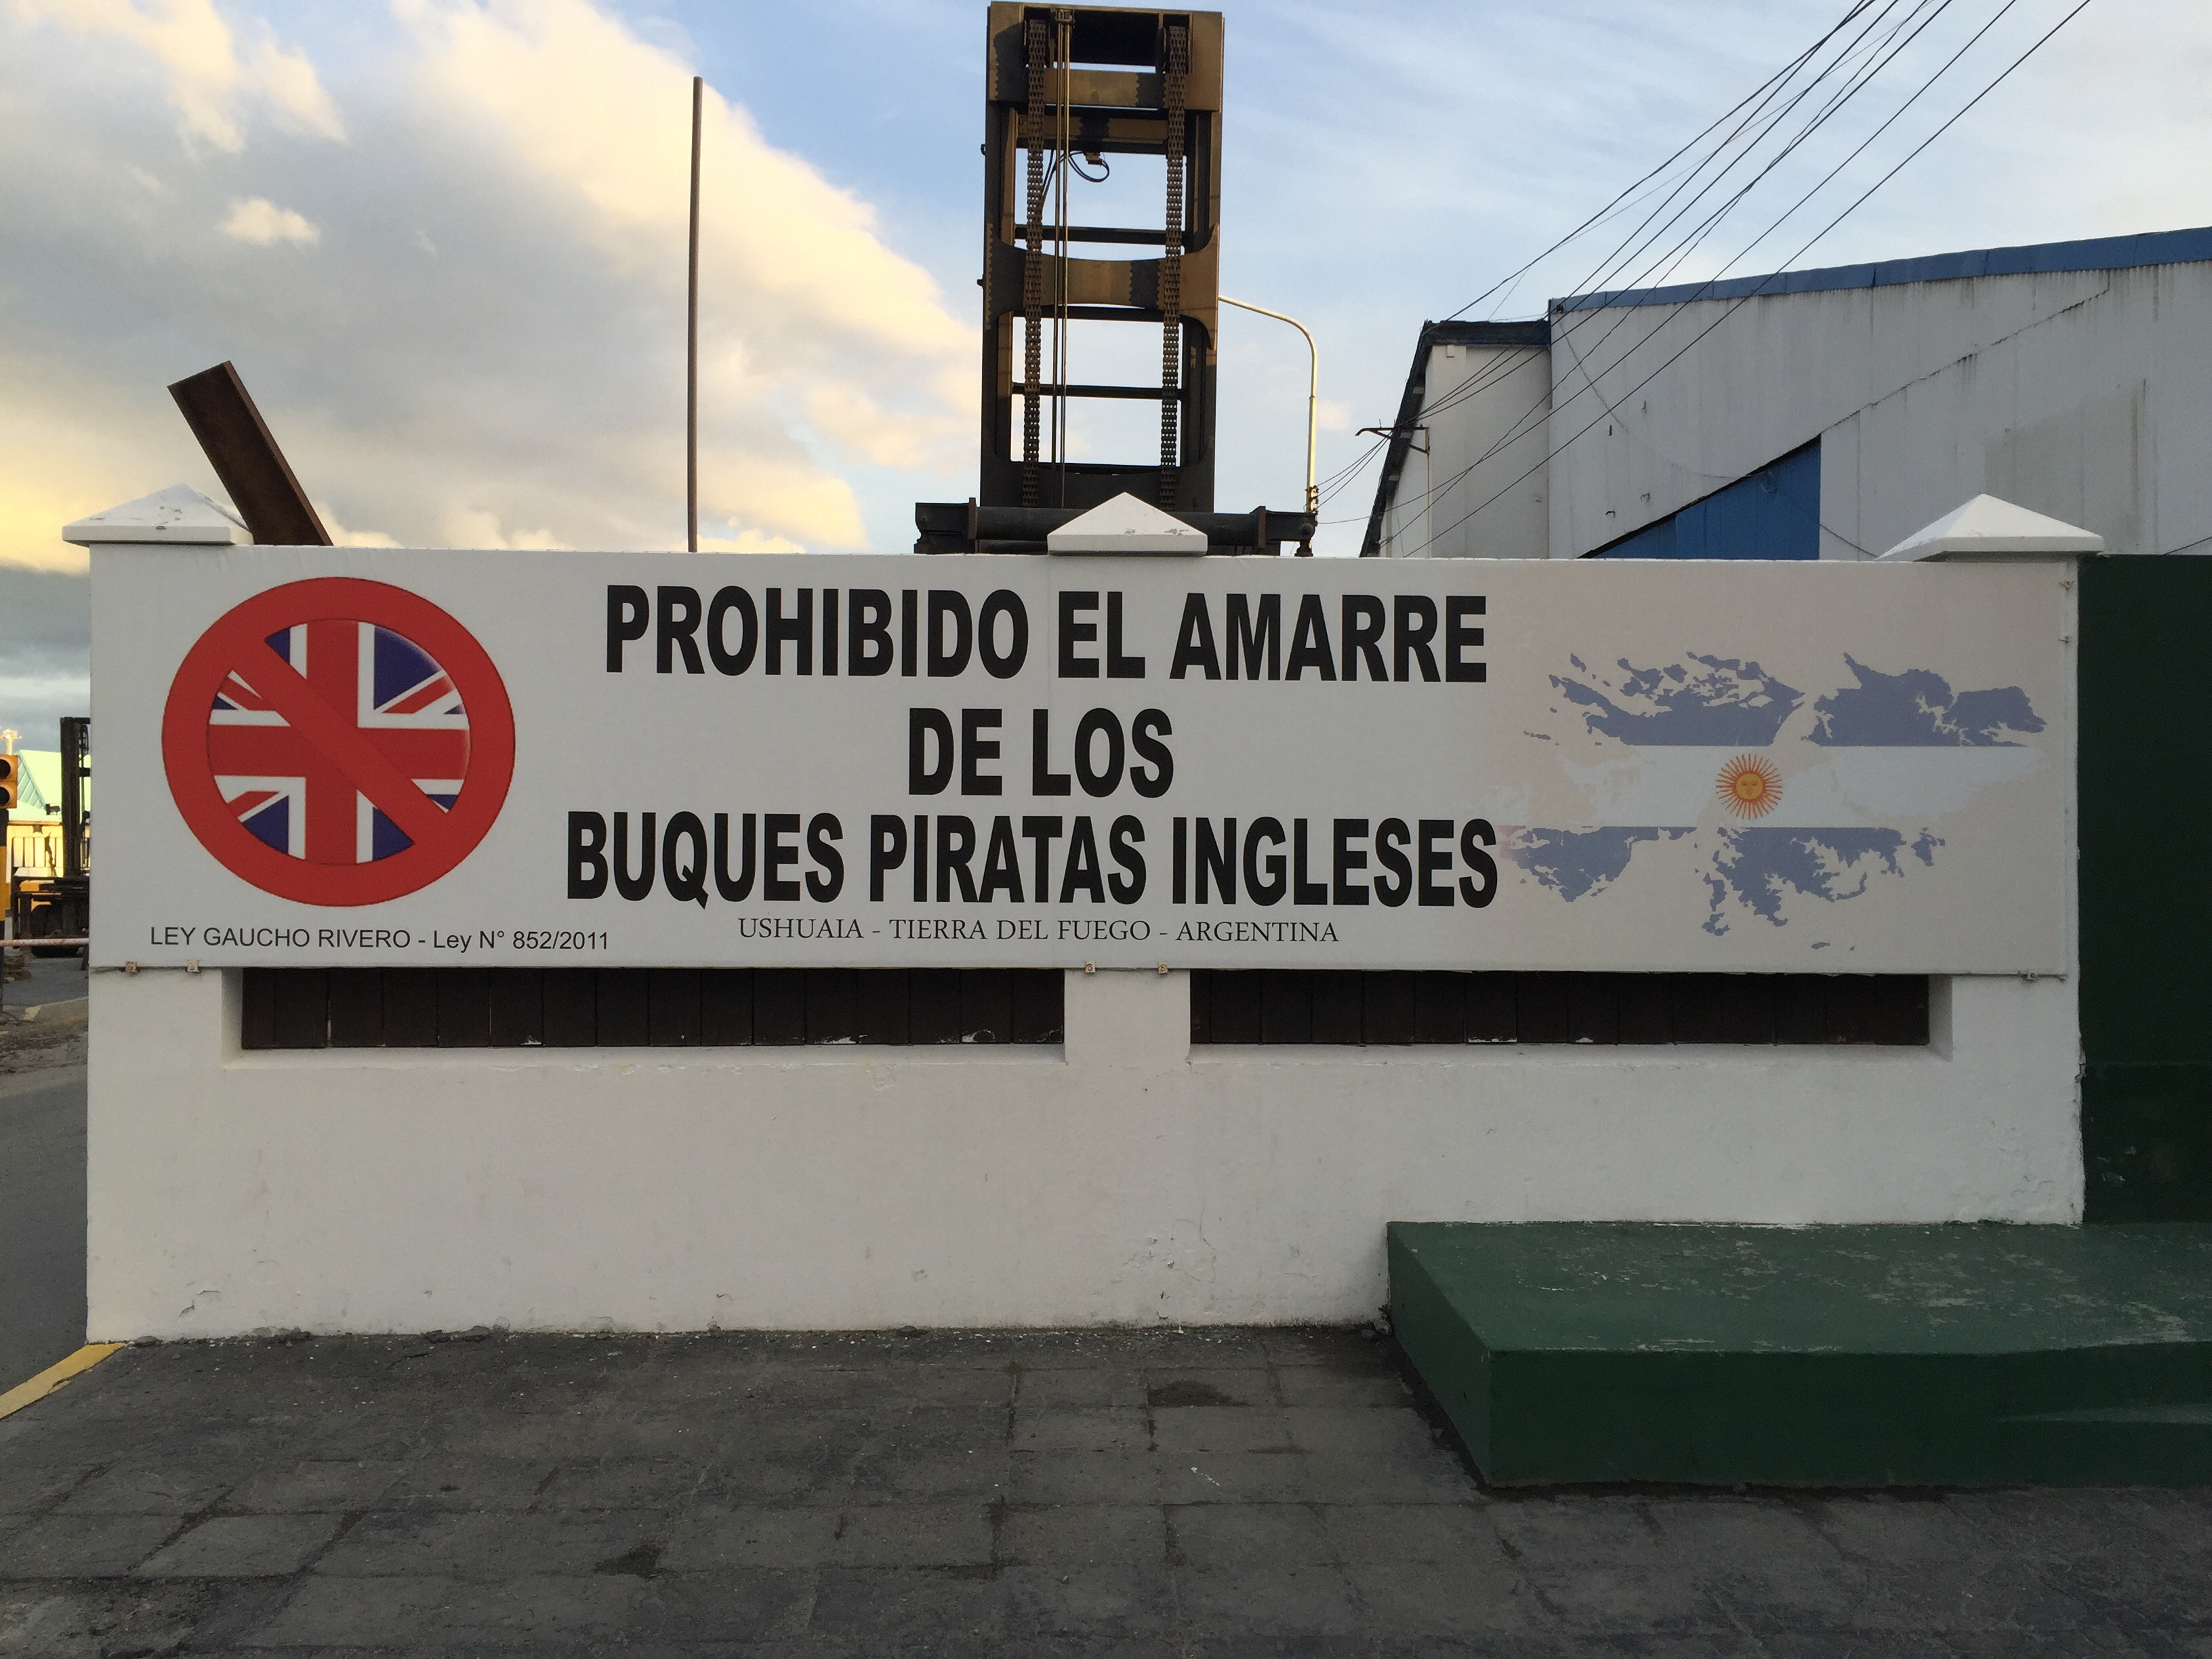 PROHIBIDO EL AMARRE
DE LOS
BUQUES PIRATAS INGLESES
USHUAIA - TIERRA DEL FUEGO - ARGENTINA
LEY GAUCHO RIVERO - Ley N° 852/2011